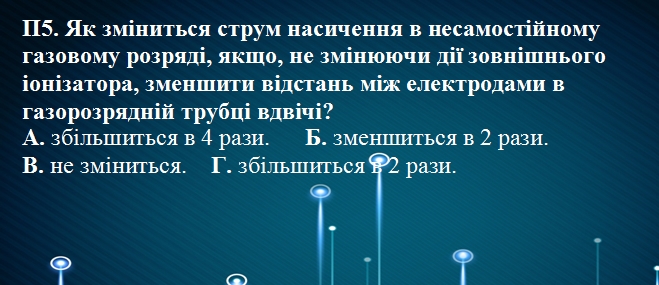 П5. Як зміниться струм насичення в несамостійному
газовому розряді, якщо, не змінюючи дії зовнішнього
іонізатора, зменшити відстань між електродами в
газорозрядній трубці вдвічі?
А. збільшиться в 4 рази. Б. зменшиться в 2 рази.
В. не зміниться. Г. збільшиться в 2 рази.